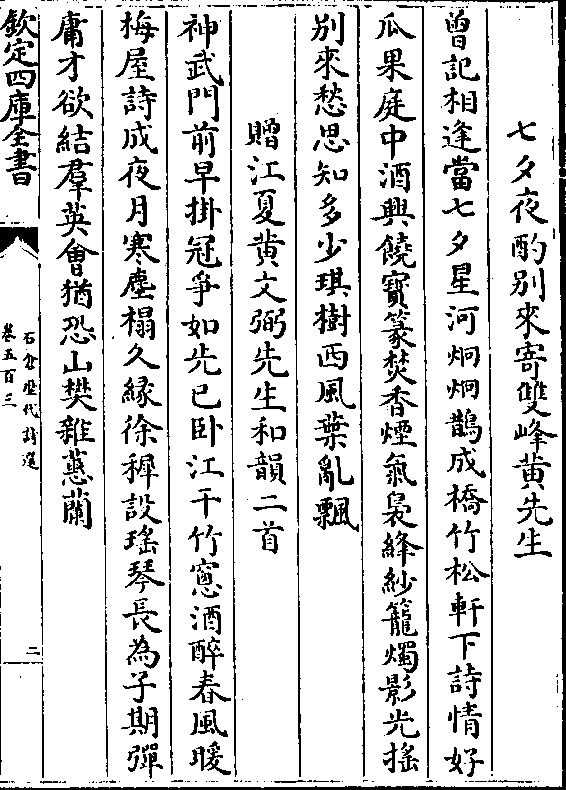 七夕夜酌别來寄雙峰黄先生
曾記相逢當七夕星河炯炯鵲成橋竹松軒下詩情好
瓜果庭中酒興饒寶篆焚香煙氣裊絳紗籠燭影光摇
别來愁思知多少琪樹西風葉亂飄
贈江夏黄文弼先生和韻二首
神武門前早掛冠爭如先已卧江干竹窻酒醉春風暖
梅屋詩成夜月寒塵榻久縁徐穉設瑤琴長為子期彈
庸才欲結羣英會猶恐山樊雜蕙蘭
欽定四庫全書
石倉歴代詩選
卷五百三
二